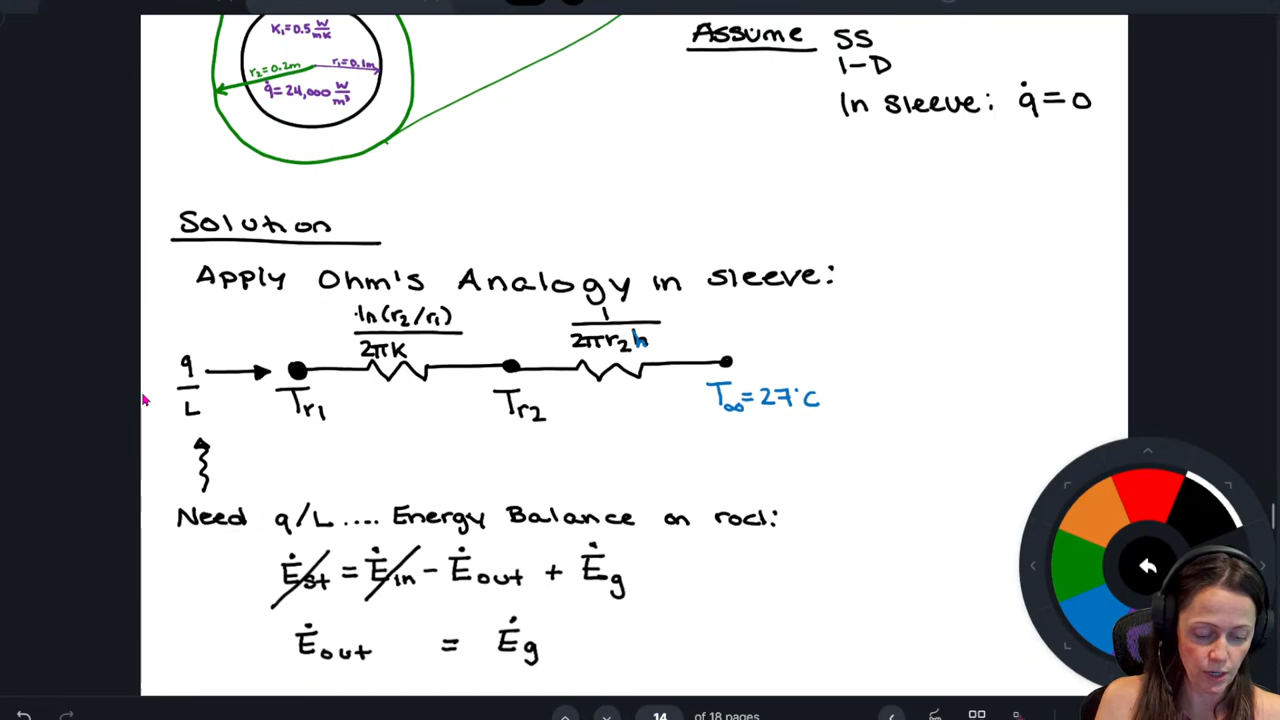 K₁=0.5 W/mK
r₂=0.2m r₁=0.1m
q̇=24,000 W/m³
Assume SS
1-D
In sleeve: q̇=0
Solution
Apply Ohm's Analogy in sleeve:
ln(r₂/r₁)/2πK 1/2πr₂h
q/L Tr₁ Tr₂ T∞=27°C
Need q/L.... Energy Balance on rod:
Ėst = Ėin - Ėout + Ėg
Ėout = Ėg
14 of 18 pages